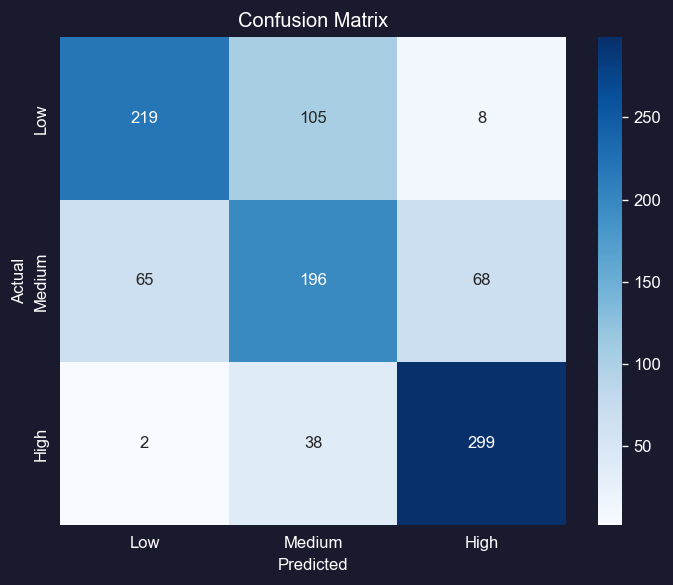 Confusion Matrix
Actual
Low
219 105 8
Medium
65 196 68
High
2 38 299
Low Medium High
Predicted
250
200
150
100
50